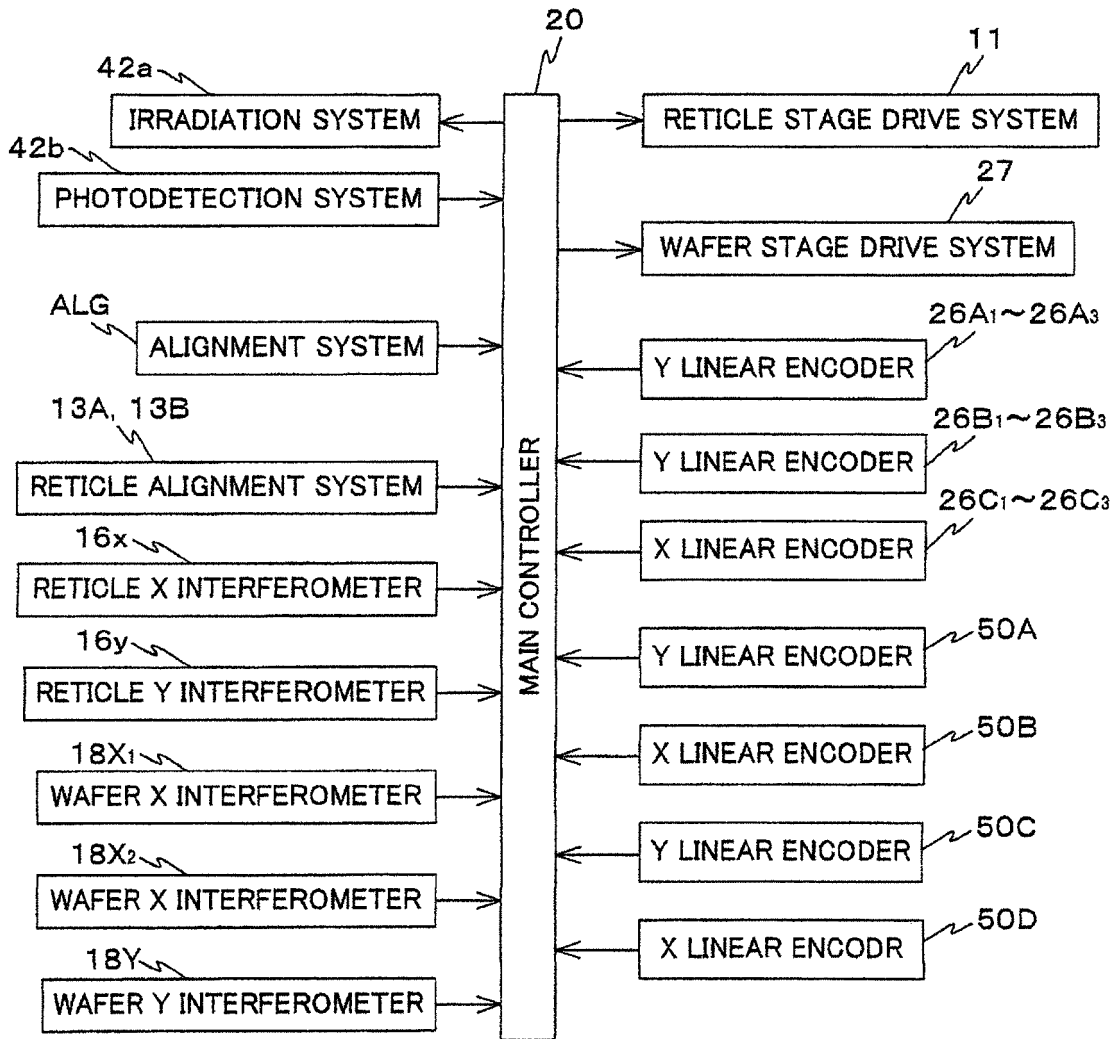 20
42a
IRRADIATION SYSTEM
42b
PHOTODETECTION SYSTEM
ALG
ALIGNMENT SYSTEM
13A, 13B
RETICLE ALIGNMENT SYSTEM
16x
RETICLE X INTERFEROMETER
16y
RETICLE Y INTERFEROMETER
18X₁
WAFER X INTERFEROMETER
18X₂
WAFER X INTERFEROMETER
18Y
WAFER Y INTERFEROMETER
MAIN CONTROLLER
11
RETICLE STAGE DRIVE SYSTEM
27
WAFER STAGE DRIVE SYSTEM
26A₁~26A₃
Y LINEAR ENCODER
26B₁~26B₃
Y LINEAR ENCODER
26C₁~26C₃
X LINEAR ENCODER
50A
Y LINEAR ENCODER
50B
X LINEAR ENCODER
50C
Y LINEAR ENCODER
50D
X LINEAR ENCODR